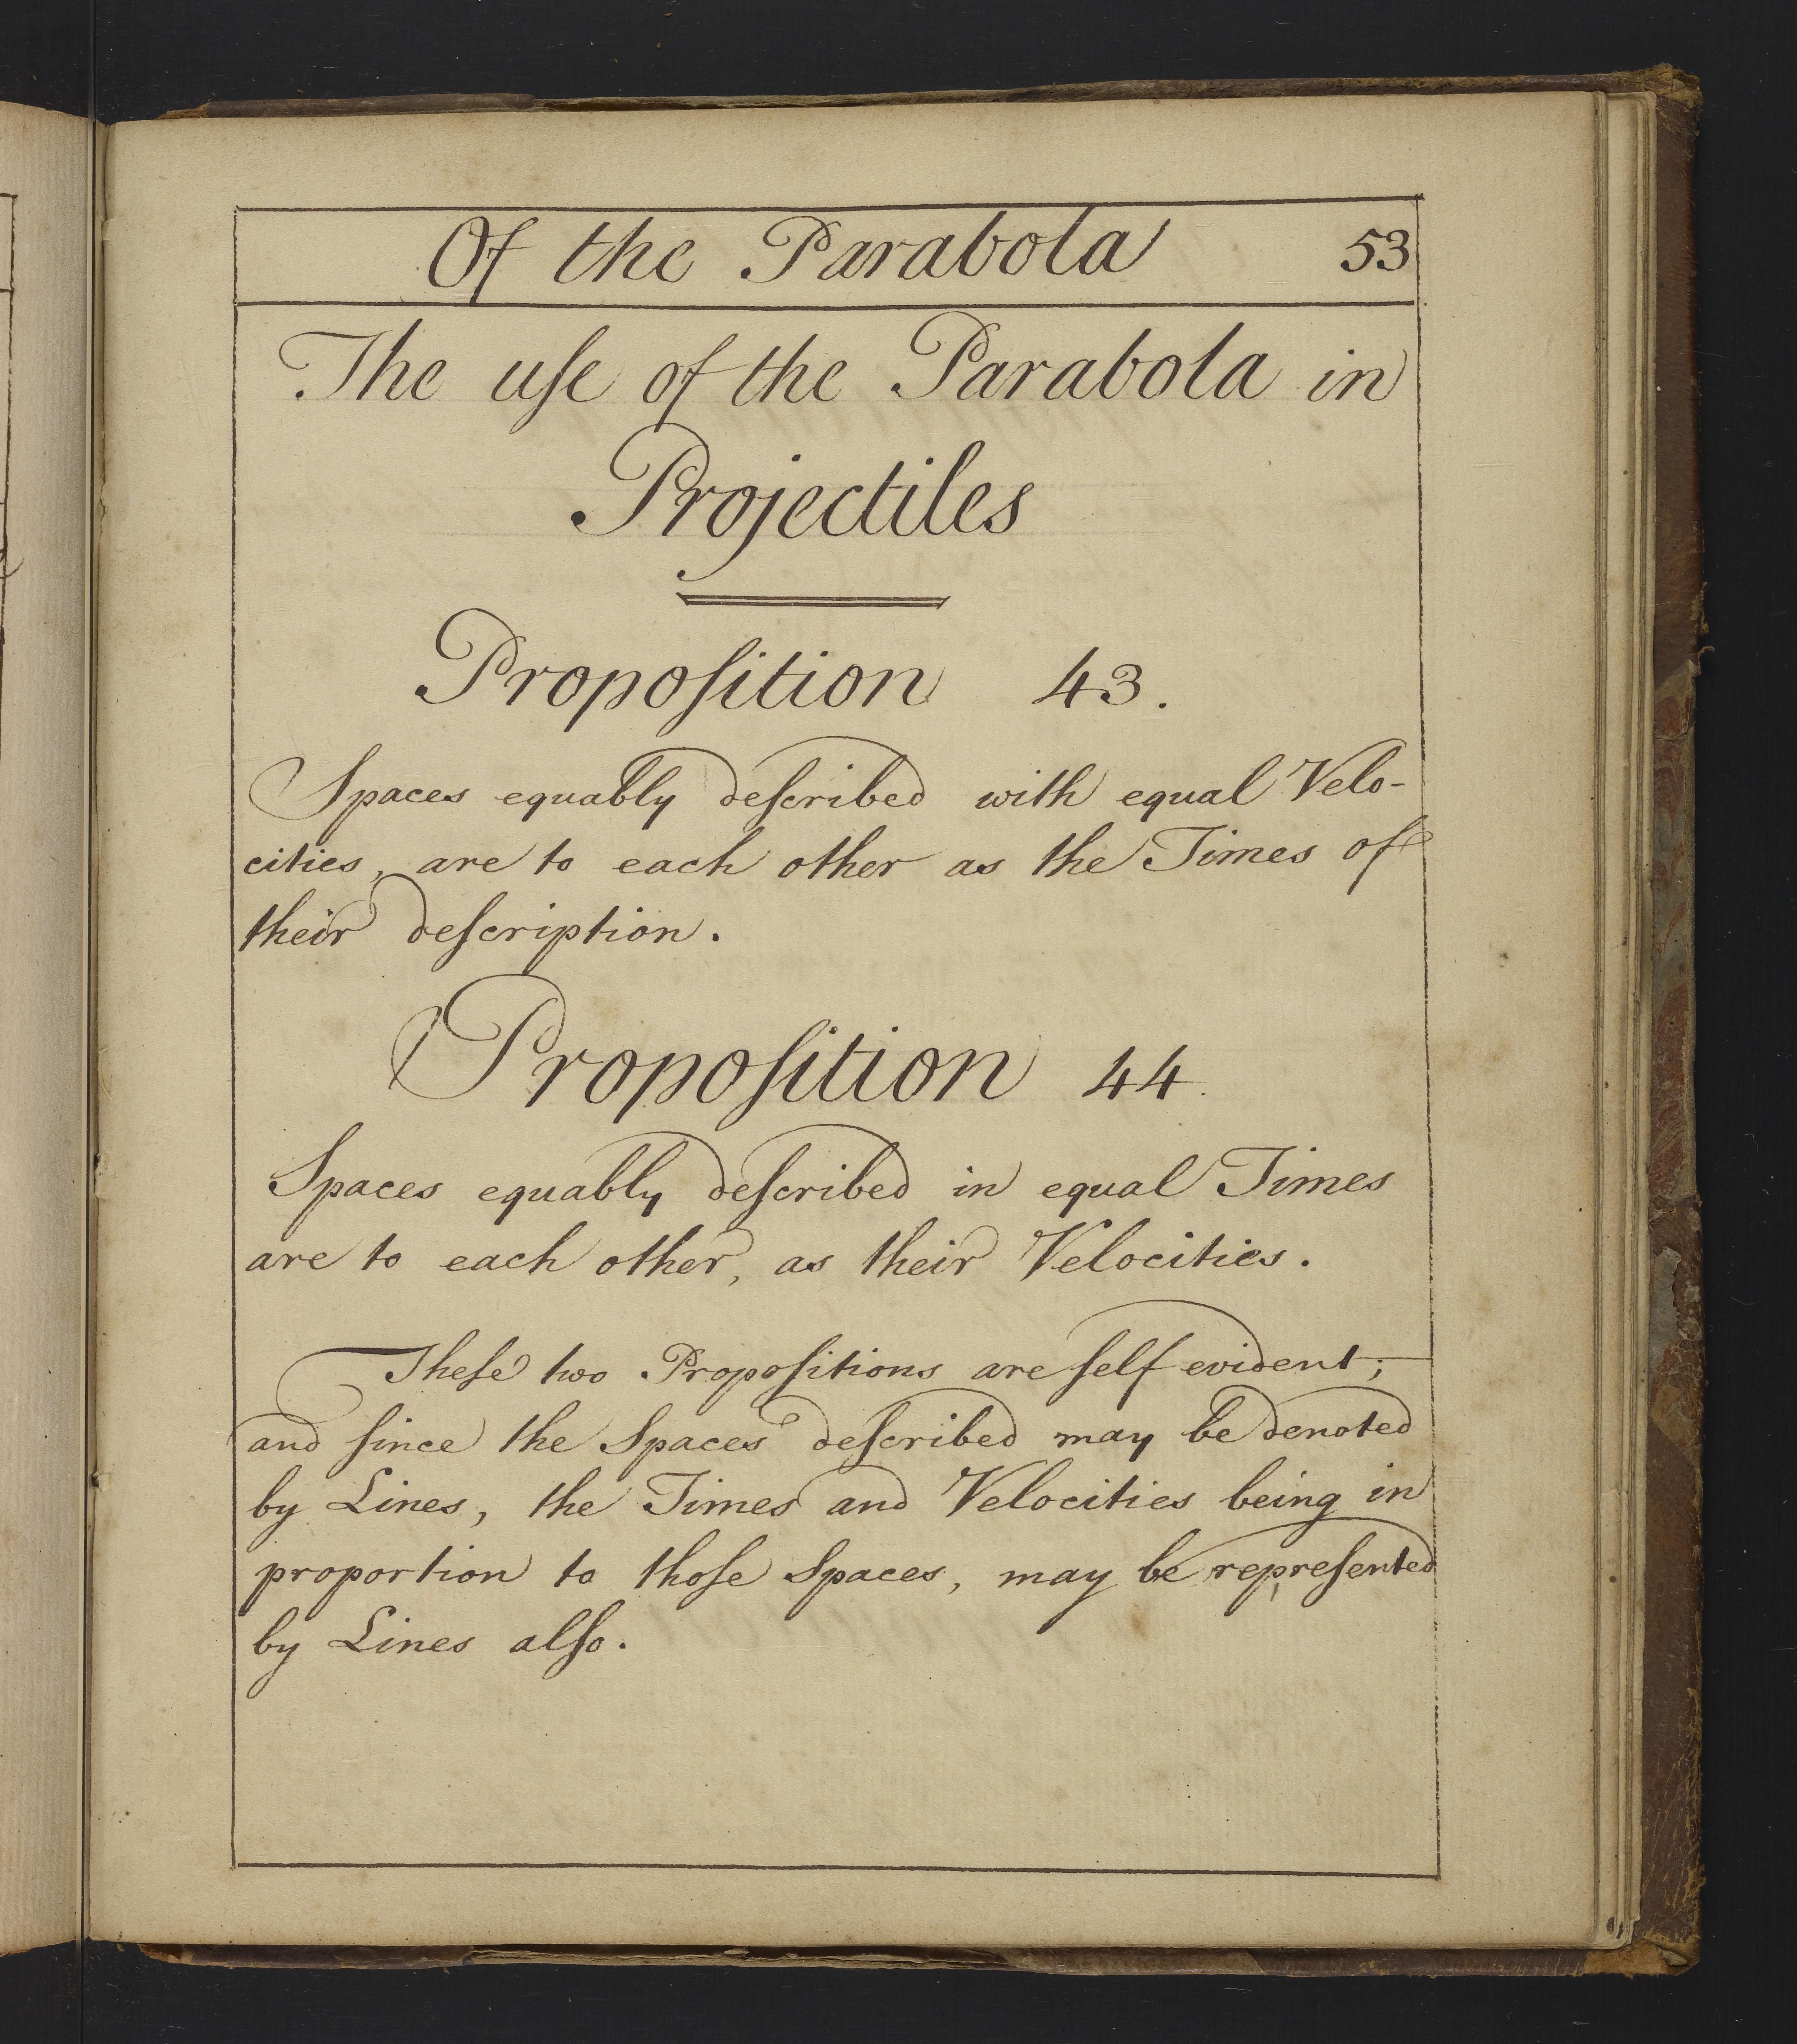 Of the Parabola 53
The uſe of the Parabola in
Projectiles
Propoſition 43.
Spaces equably deſcribed with equal Velo-
cities, are to each other as the Times of
their deſcription.
Propoſition 44.
Spaces equably deſcribed in equal Times
are to each other, as their Velocities.
Theſe two Propoſitions are ſelf evident;
and ſince the Spaces deſcribed may be denoted
by Lines, the Times and Velocities being in
proportion to thoſe Spaces, may be repreſented
by Lines alſo.